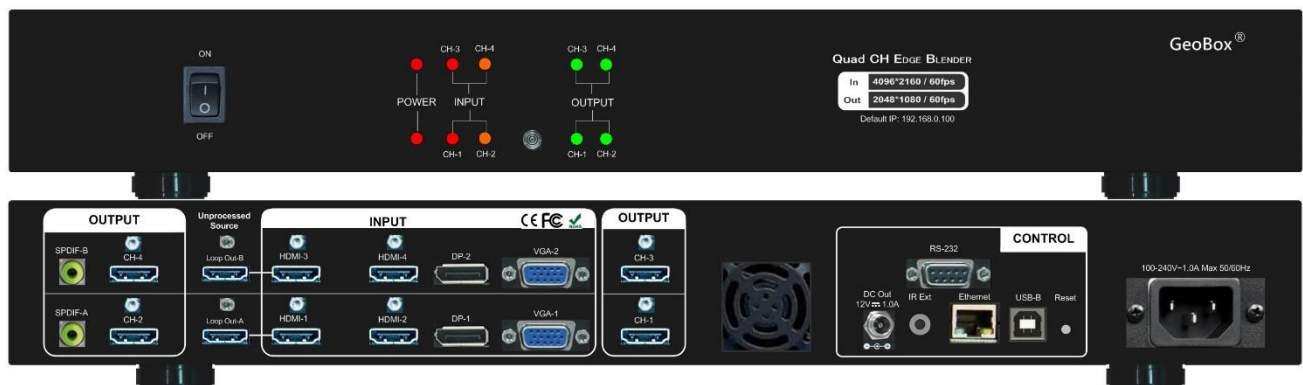 GeoBox®
ON
OFF
CH-3 CH-4
POWER INPUT
CH-1 CH-2
CH-3 CH-4
OUTPUT
CH-1 CH-2
Quad CH Edge Blender
In 4096*2160 / 60fps
Out 2048*1080 / 60fps
Default IP: 192.168.0.100
OUTPUT
SPDIF-B
CH-4
SPDIF-A
CH-2
Unprocessed
Source
Loop Out-B
Loop Out-A
INPUT
CE FC
HDMI-3
HDMI-4
DP-2
VGA-2
HDMI-1
HDMI-2
DP-1
VGA-1
OUTPUT
CH-3
CH-1
CONTROL
RS-232
DC Out
12V 1.0A
IR Ext
Ethernet
USB-B
Reset
100-240V~1.0A Max 50/60Hz